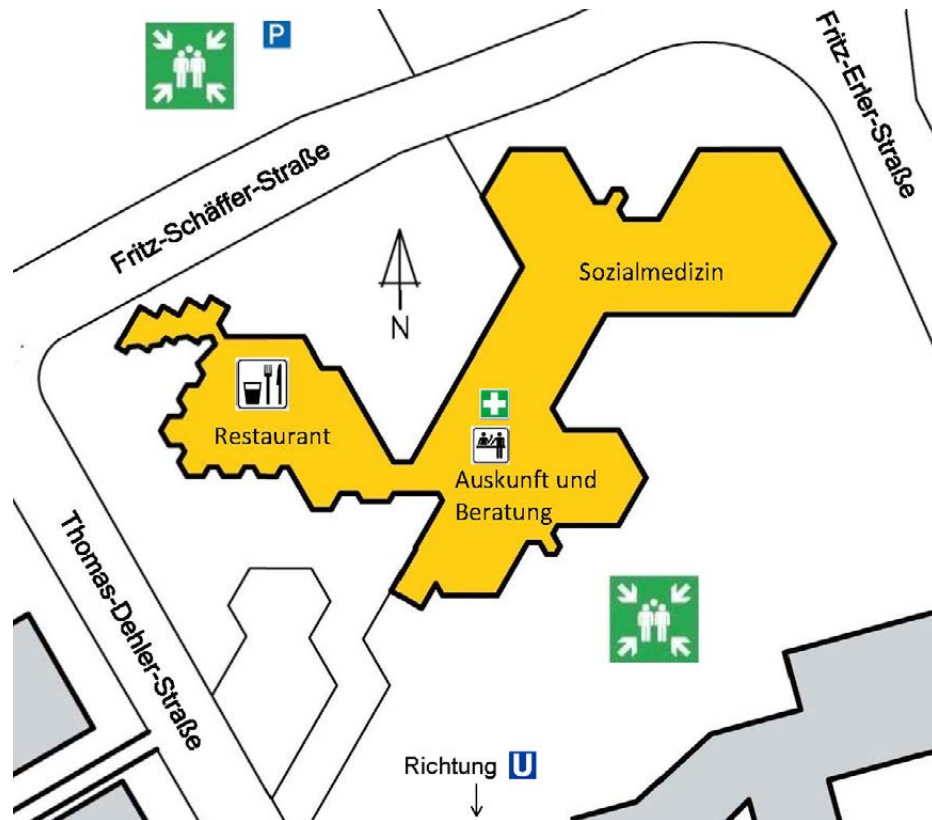 P
Fritz-Erler-Straße
Fritz-Schäffer-Straße
Sozialmedizin
N
Restaurant
Auskunft und
Beratung
Thomas-Dehler-Straße
Richtung U